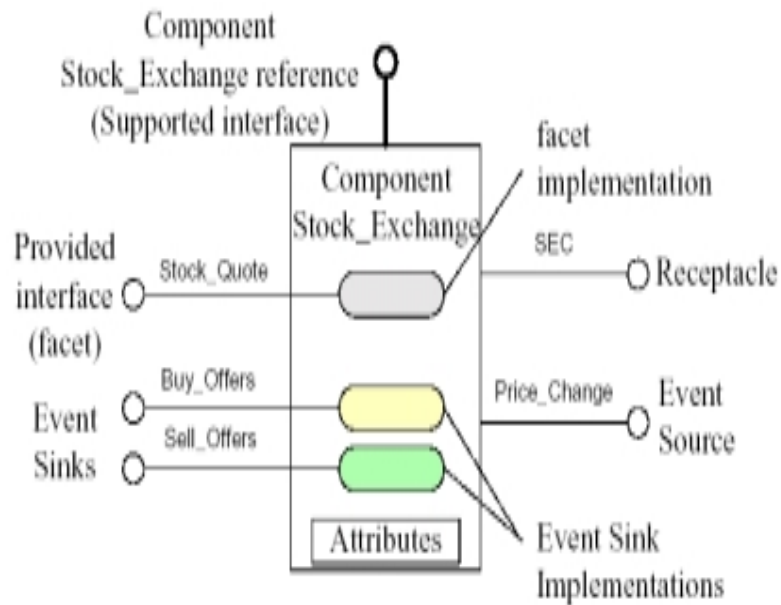 Component
Stock_Exchange reference
(Supported interface)
Component
Stock_Exchange
facet
implementation
Provided
interface
(facet)
Stock_Quote
SEC
Receptacle
Event
Sinks
Buy_Offers
Sell_Offers
Price_Change
Event
Source
Attributes
Event Sink
Implementations